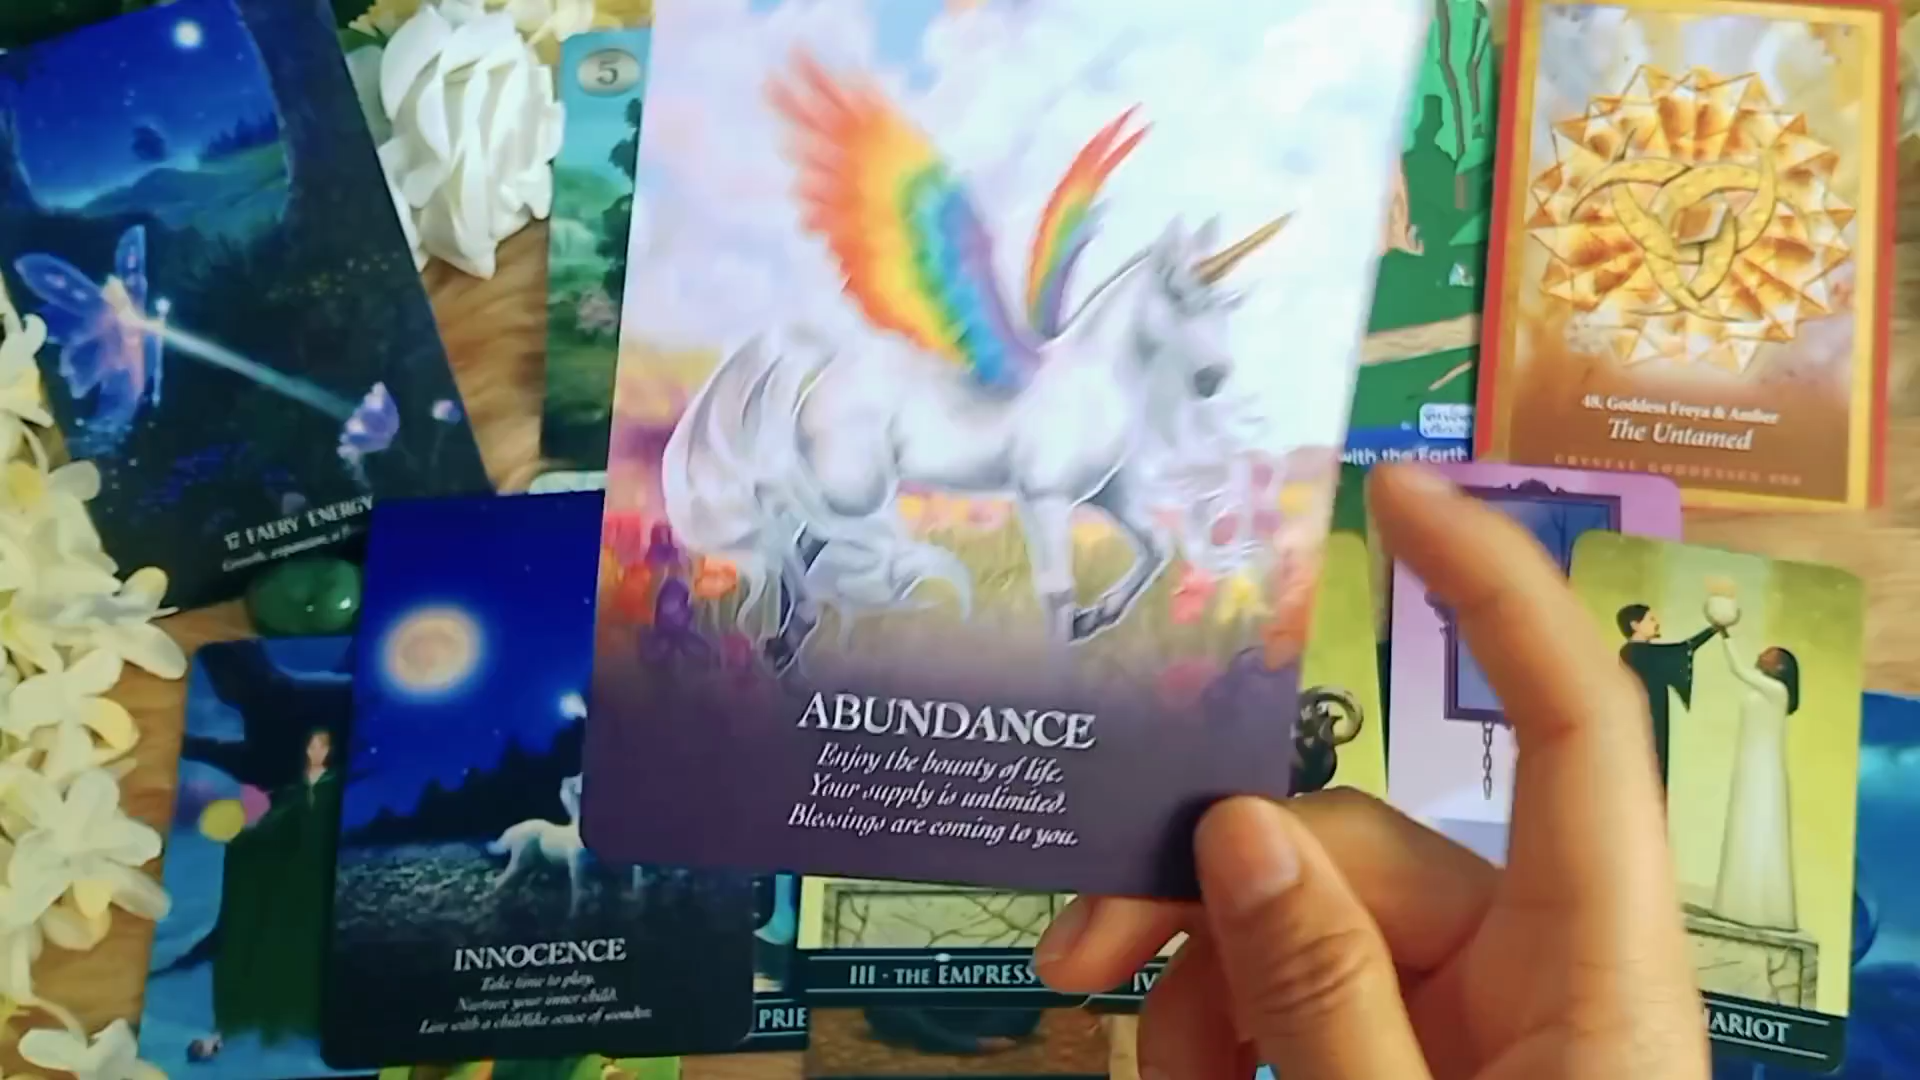 5
48. Goddess Freya & Amber
The Untamed
CRYSTAL GODDESSES
with the Earth
17 FAERY ENERGY
Growth, expansion,
ABUNDANCE
Enjoy the bounty of life.
Your supply is unlimited.
Blessings are coming to you.
INNOCENCE
Take time to play.
Nurture your inner child.
Live with a childlike sense of wonder.
III · THE EMPRESS
IV
PRIE
ARIOT